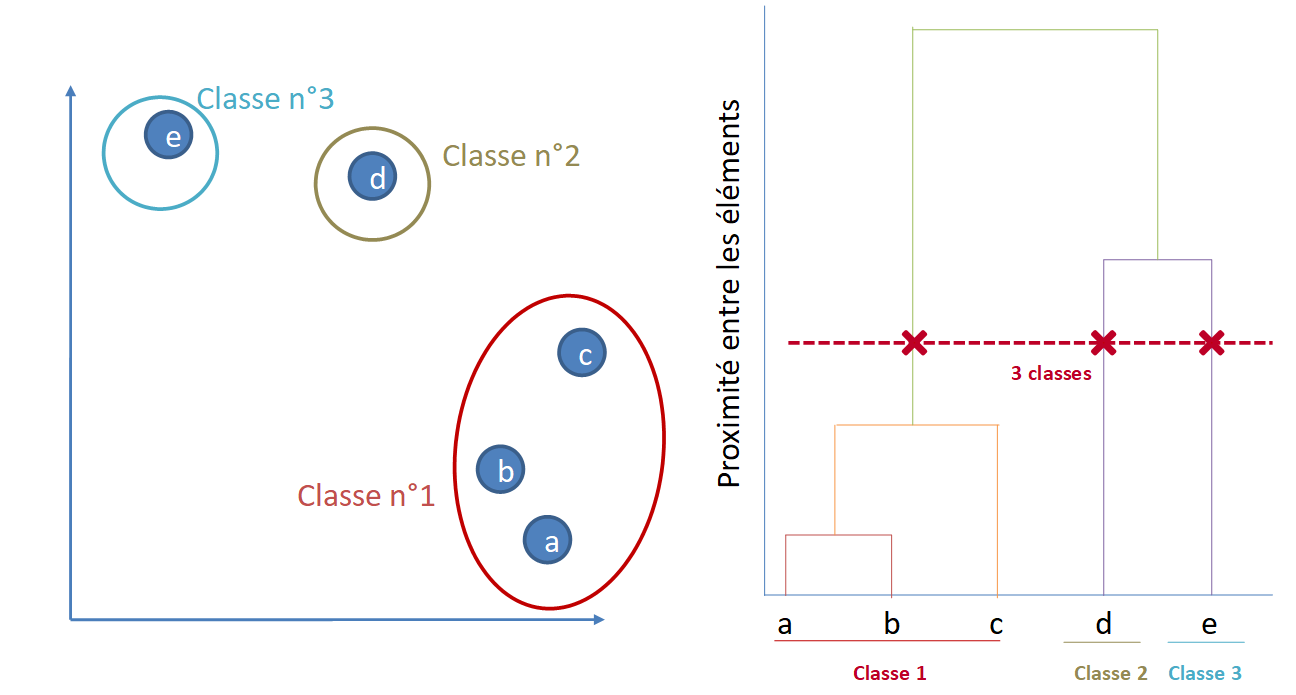 Classe n°3
e
Classe n°2
d
c
Classe n°1
b
a
Proximité entre les éléments
3 classes
a b c d e
Classe 1 Classe 2 Classe 3